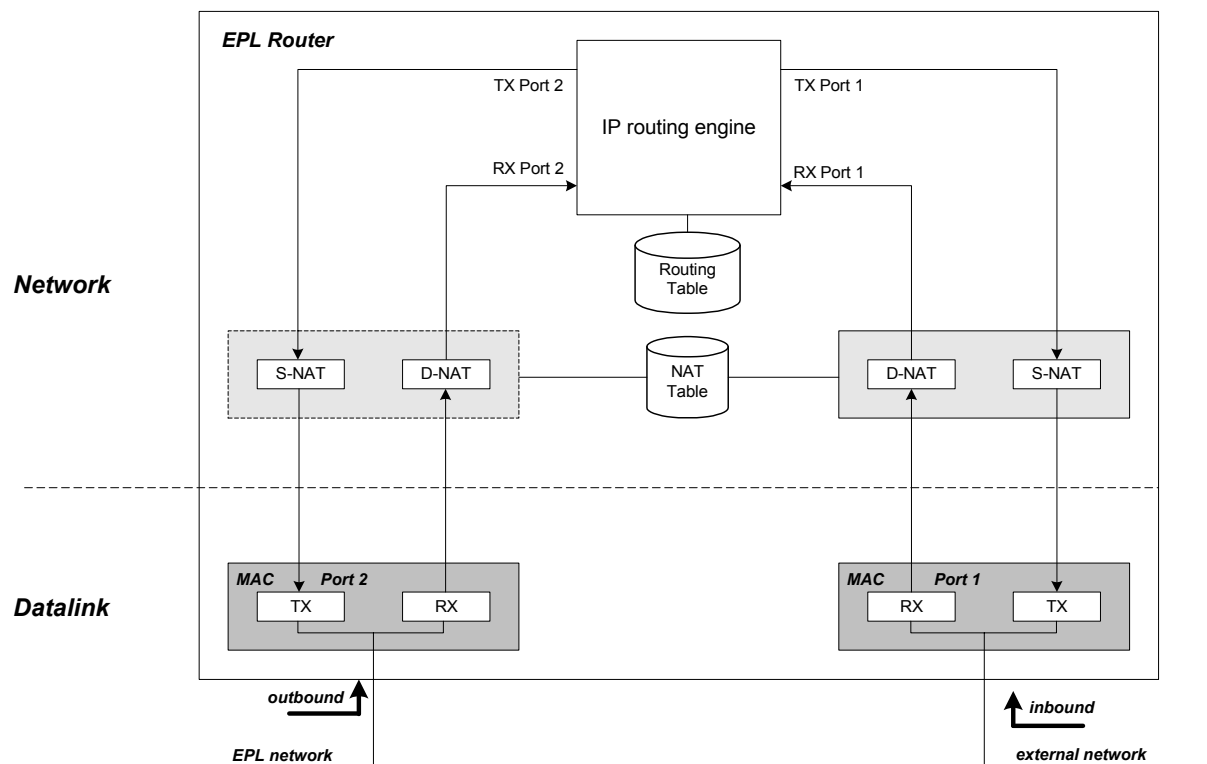 EPL Router
TX Port 2
TX Port 1
IP routing engine
RX Port 2
RX Port 1
Routing
Table
Network
NAT
Table
S-NAT
D-NAT
D-NAT
S-NAT
MAC
Port 2
MAC
Port 1
Datalink
TX
RX
RX
TX
outbound
inbound
EPL network
external network